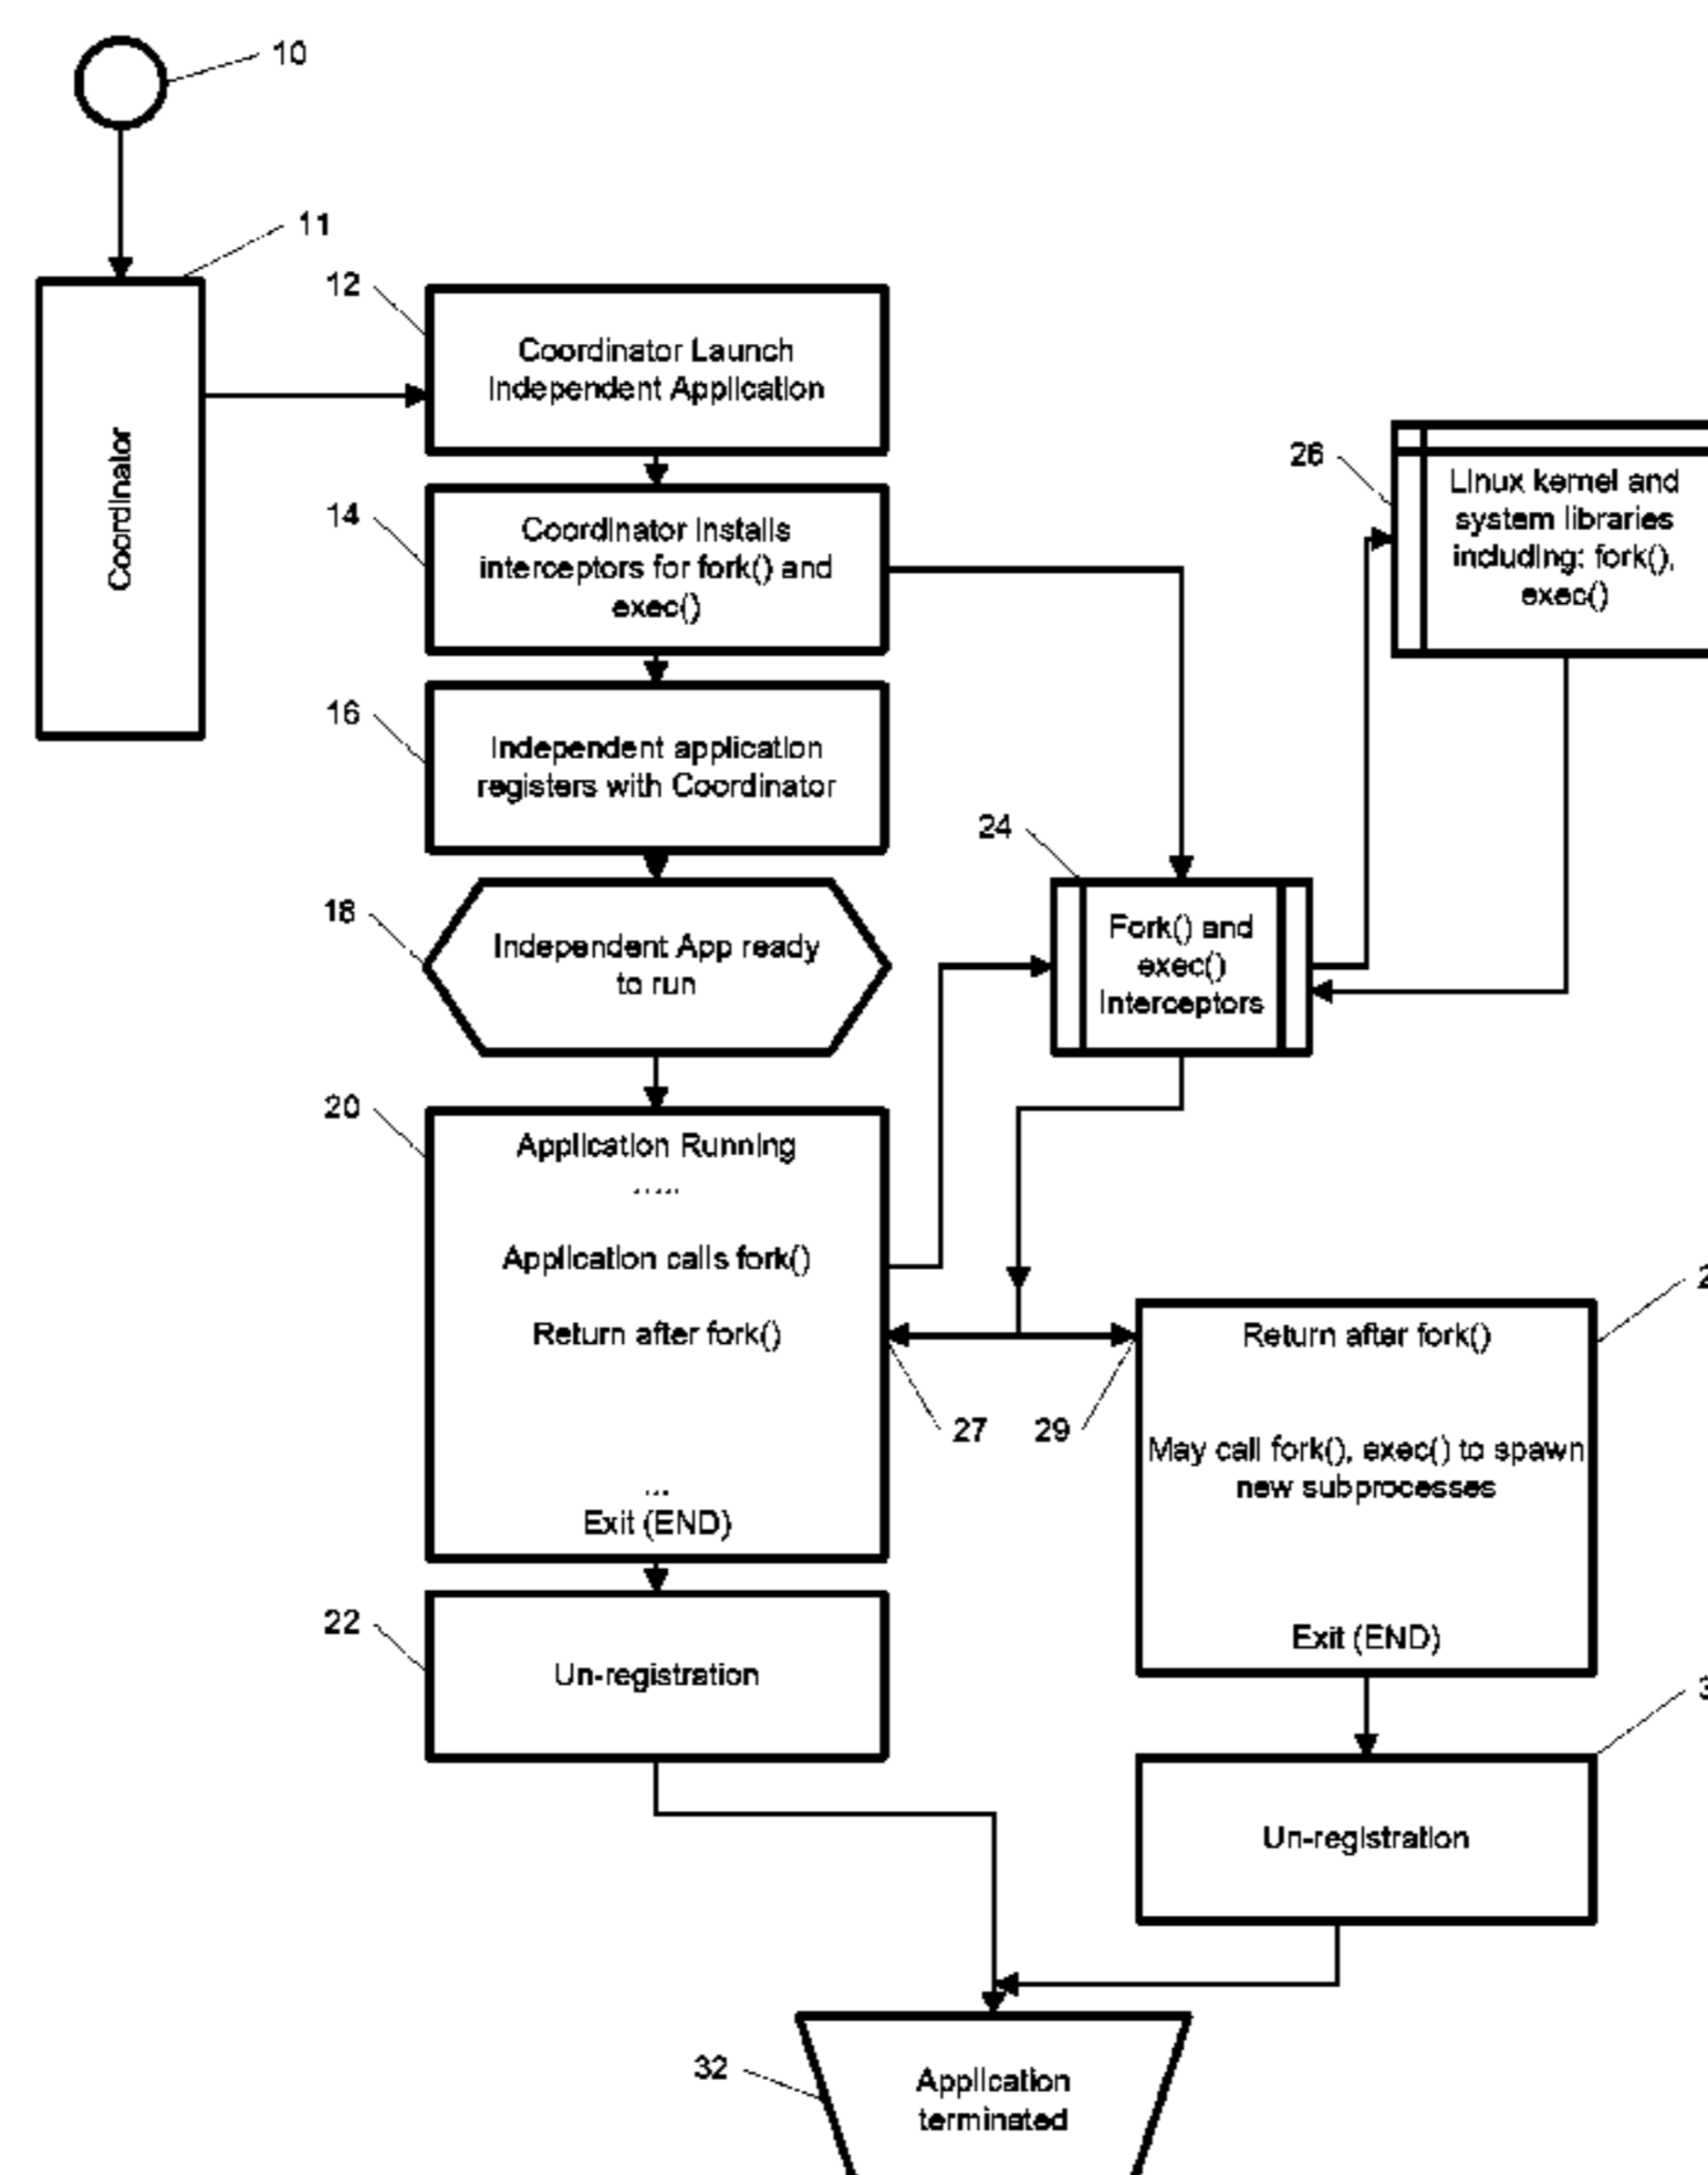 10
11
Coordinator
12
Coordinator Launch
Independent Application
14
Coordinator installs
interceptors for fork() and
exec()
16
Independent application
registers with Coordinator
18
Independent App ready
to run
20
Application Running
.....
Application calls fork()
Return after fork()
...
Exit (END)
22
Un-registration
24
Fork() and
exec()
Interceptors
26
Linux kernel and
system libraries
including: fork(),
exec()
27
29
Return after fork()
May call fork(), exec() to spawn
new subprocesses
Exit (END)
Un-registration
32
Application
terminated